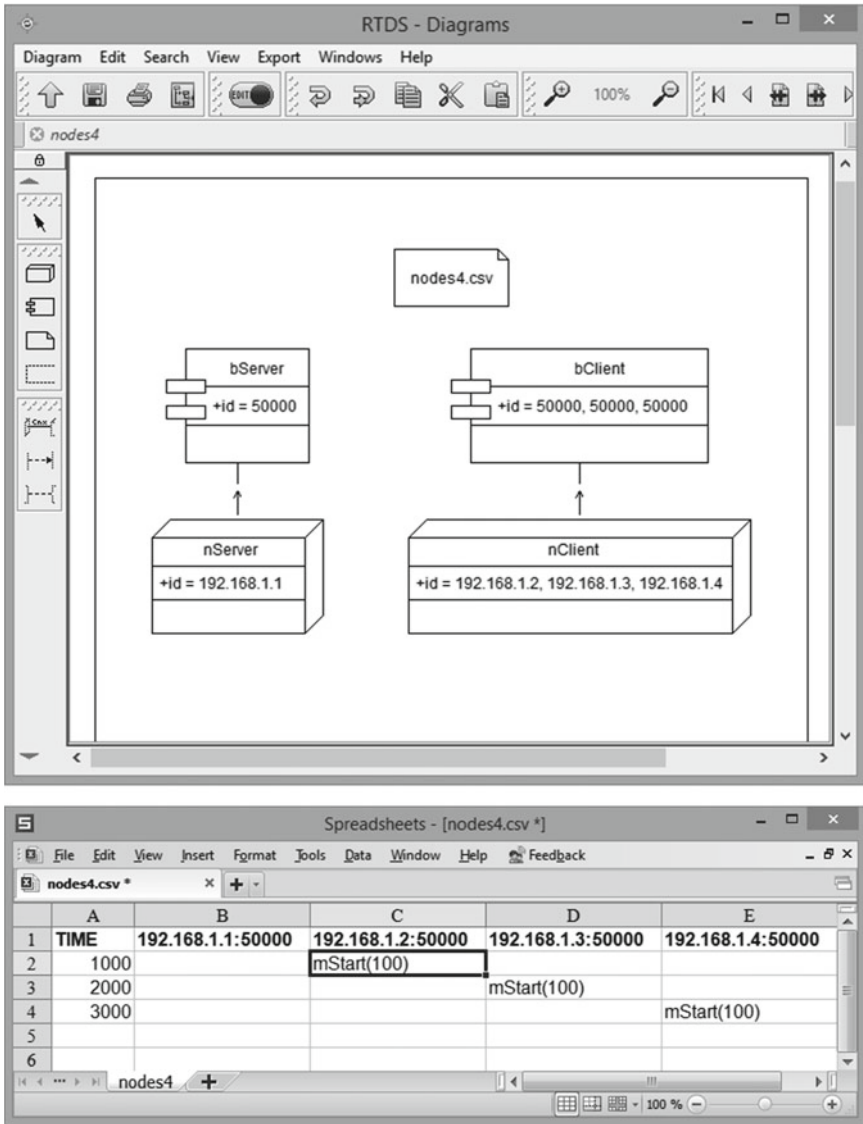 RTDS - Diagrams
Diagram Edit Search View Export Windows Help
EDIT
100%
nodes4
nodes4.csv
bServer
+id = 50000
bClient
+id = 50000, 50000, 50000
nServer
+id = 192.168.1.1
nClient
+id = 192.168.1.2, 192.168.1.3, 192.168.1.4
Cnx
Spreadsheets - [nodes4.csv *]
File Edit View Insert Format Tools Data Window Help Feedback
nodes4.csv *
A B C D E
1 TIME 192.168.1.1:50000 192.168.1.2:50000 192.168.1.3:50000 192.168.1.4:50000
2 1000 mStart(100)
3 2000 mStart(100)
4 3000 mStart(100)
5
6
nodes4
100 %